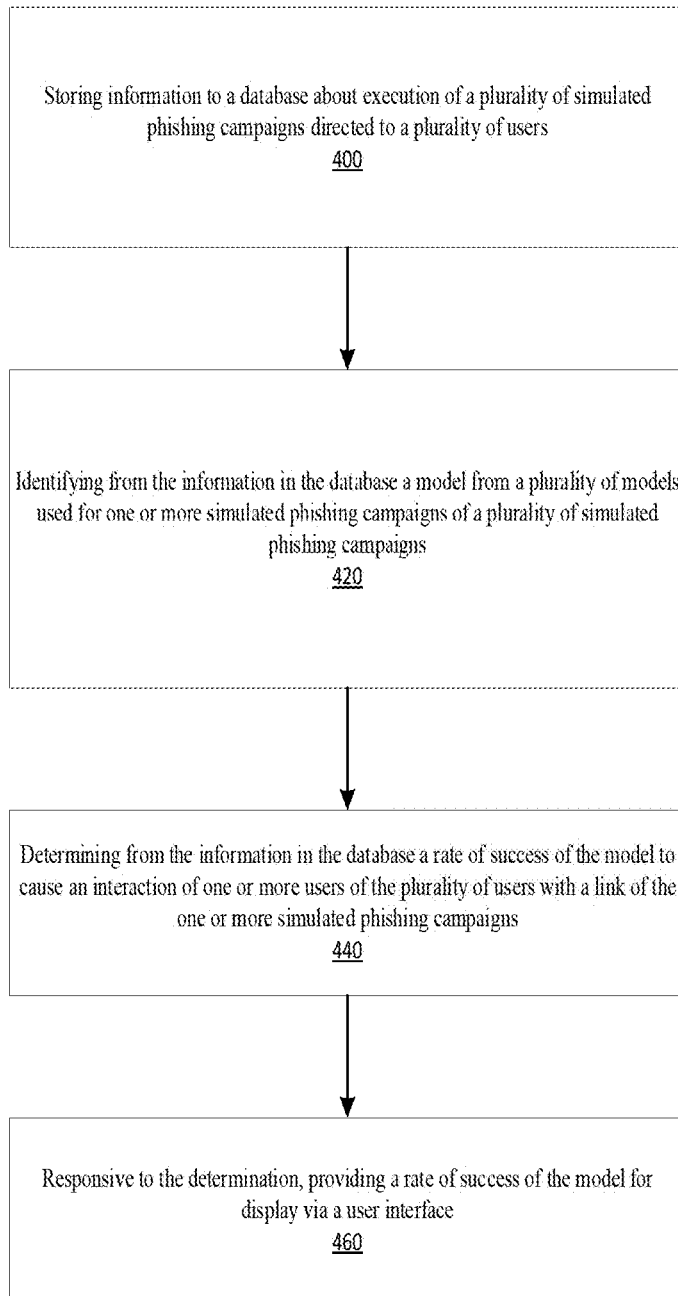 Storing information to a database about execution of a plurality of simulated
phishing campaigns directed to a plurality of users
400
Identifying from the information in the database a model from a plurality of models
used for one or more simulated phishing campaigns of a plurality of simulated
phishing campaigns
420
Determining from the information in the database a rate of success of the model to
cause an interaction of one or more users of the plurality of users with a link of the
one or more simulated phishing campaigns
440
Responsive to the determination, providing a rate of success of the model for
display via a user interface
460